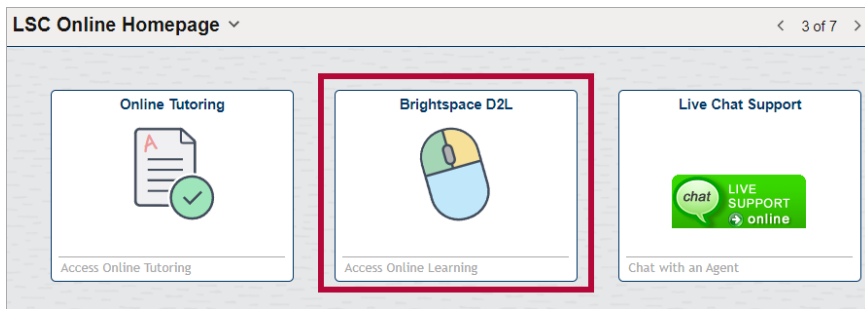 LSC Online Homepage
3 of 7
Online Tutoring
A
Access Online Tutoring
Brightspace D2L
Access Online Learning
Live Chat Support
chat
LIVE
SUPPORT
online
Chat with an Agent